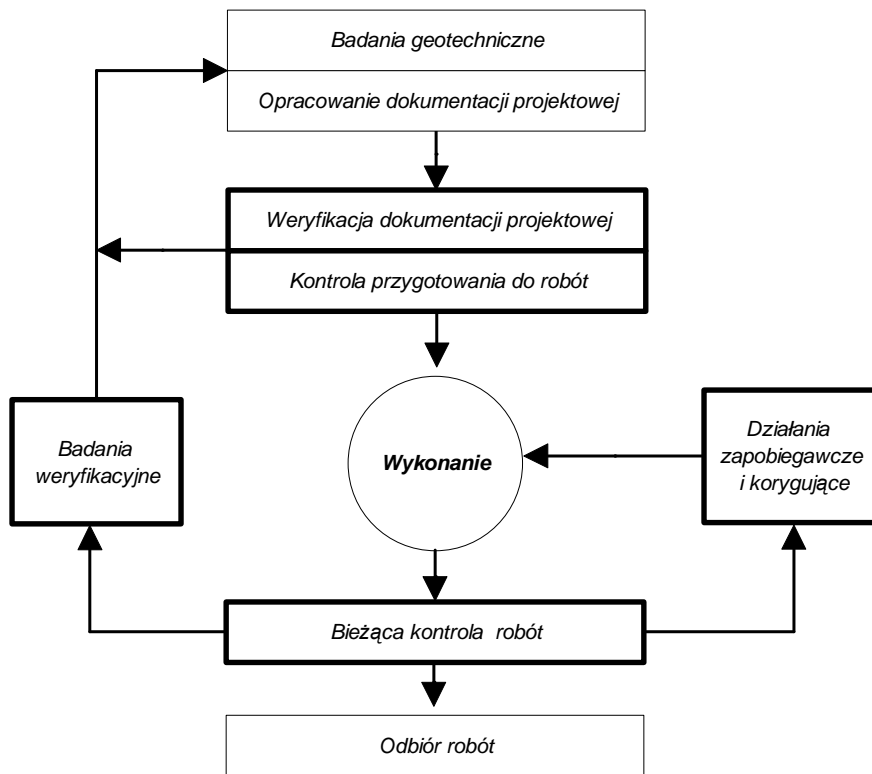 Badania geotechniczne
Opracowanie dokumentacji projektowej
Weryfikacja dokumentacji projektowej
Kontrola przygotowania do robót
Badania
weryfikacyjne
Wykonanie
Działania
zapobiegawcze
i korygujące
Bieżąca kontrola robót
Odbiór robót